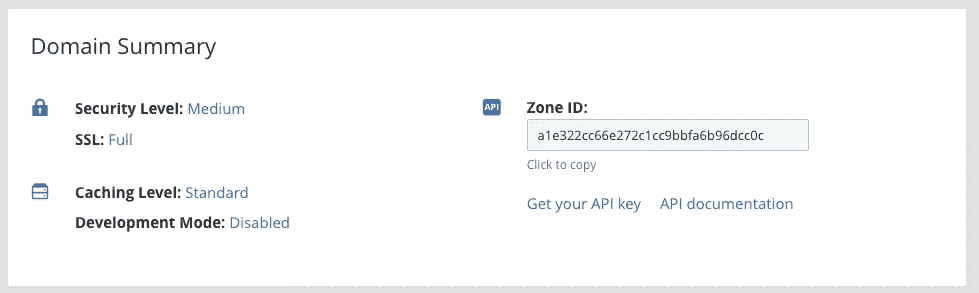 Domain Summary
Security Level: Medium
SSL: Full
Caching Level: Standard
Development Mode: Disabled
API
Zone ID:
a1e322cc66e272c1cc9bbfa6b96dcc0c
Click to copy
Get your API key API documentation